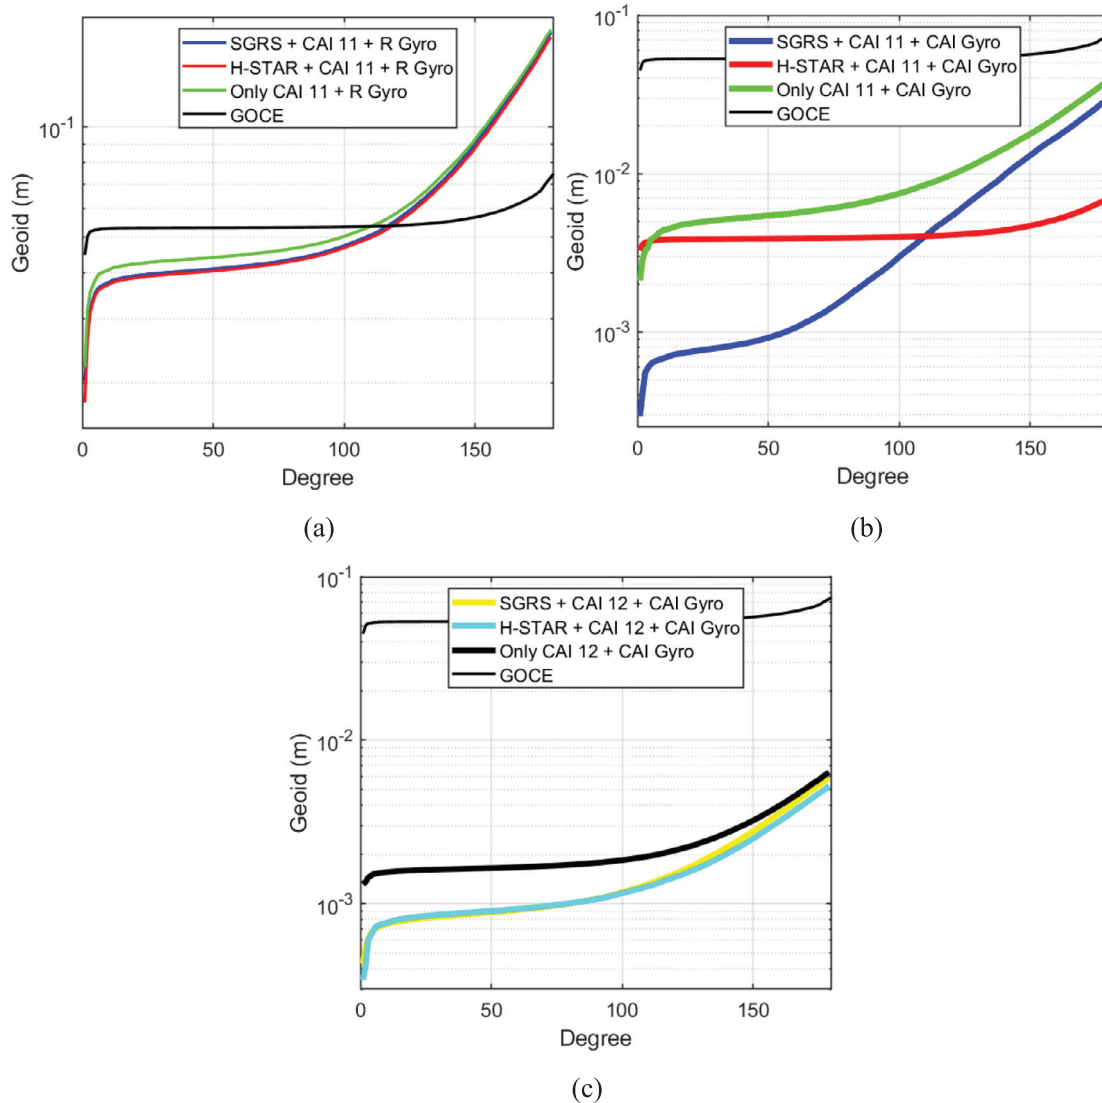 SGRS + CAI 11 + R Gyro
H-STAR + CAI 11 + R Gyro
Only CAI 11 + R Gyro
GOCE
10-1
Geoid (m)
0
50
100
150
Degree
(a)
10-1
SGRS + CAI 11 + CAI Gyro
H-STAR + CAI 11 + CAI Gyro
Only CAI 11 + CAI Gyro
GOCE
10-2
10-3
Geoid (m)
0
50
100
150
Degree
(b)
10-1
SGRS + CAI 12 + CAI Gyro
H-STAR + CAI 12 + CAI Gyro
Only CAI 12 + CAI Gyro
GOCE
10-2
10-3
Geoid (m)
0
50
100
150
Degree
(c)